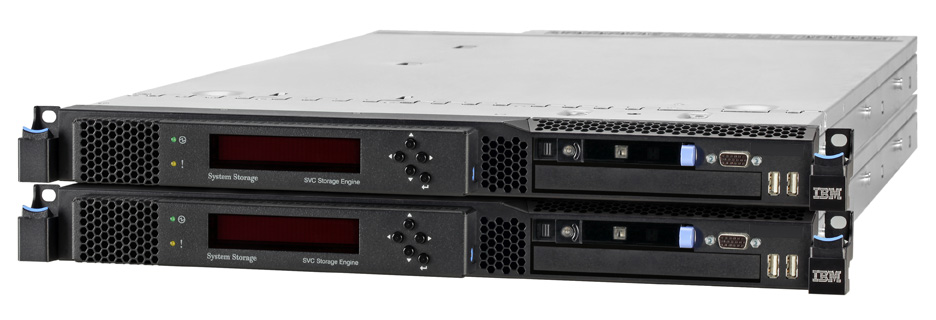 System Storage
SVC Storage Engine
IBM
System Storage
SVC Storage Engine
IBM